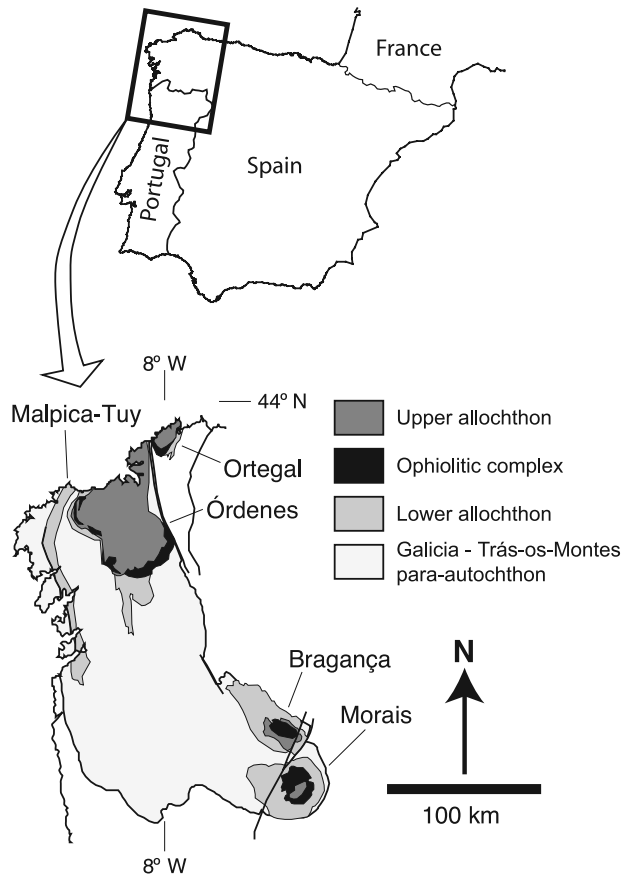 France
Portugal
Spain
8º W
44º N
Malpica-Tuy
Ortegal
Órdenes
Upper allochthon
Ophiolitic complex
Lower allochthon
Galicia - Trás-os-Montes
para-autochthon
Bragança
Morais
N
100 km
8º W